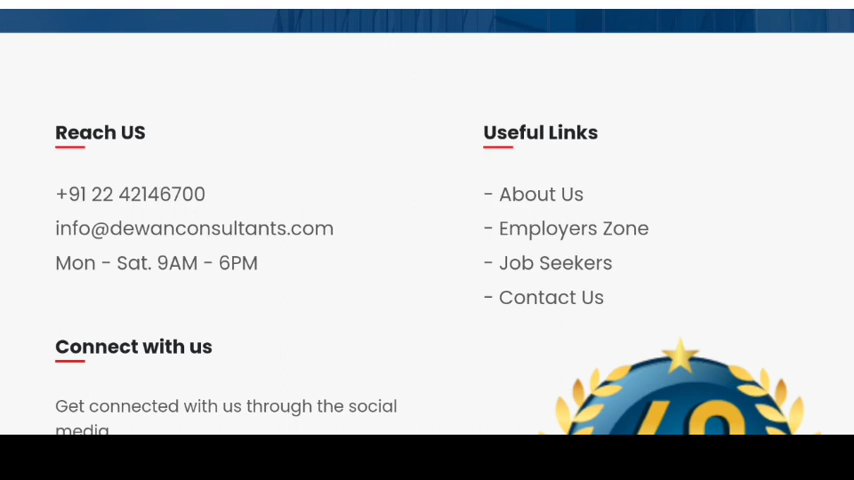 Reach US
+91 22 42146700
info@dewanconsultants.com
Mon - Sat. 9AM - 6PM
Useful Links
- About Us
- Employers Zone
- Job Seekers
- Contact Us
Connect with us
Get connected with us through the social
media